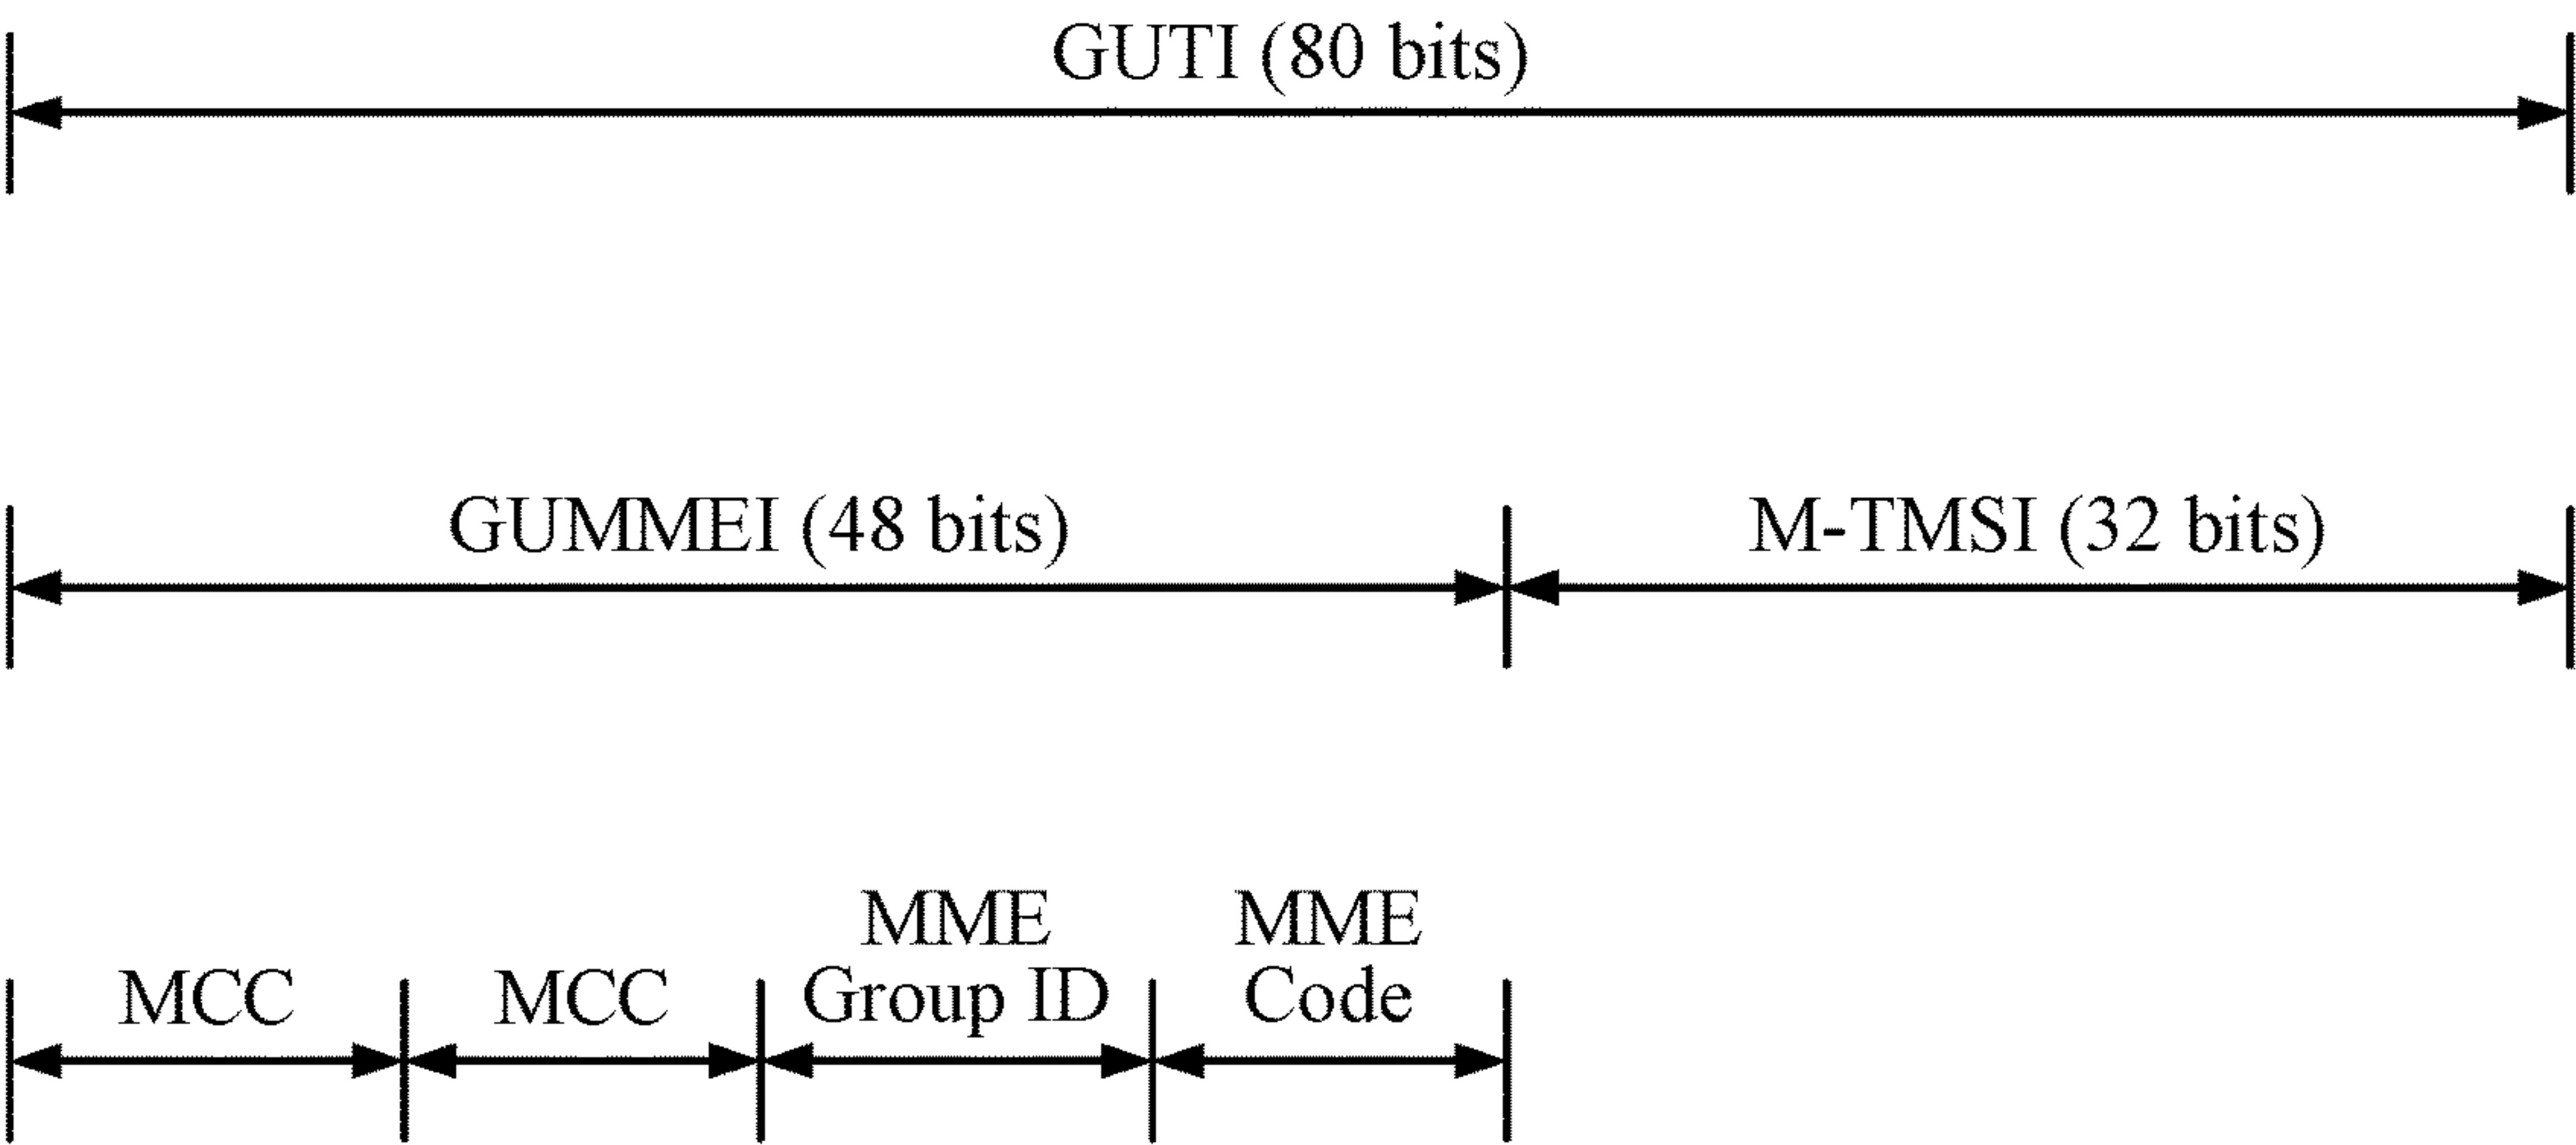 GUTI (80 bits)
GUMMEI (48 bits)
M-TMSI (32 bits)
MCC
MCC
MME
Group ID
MME
Code